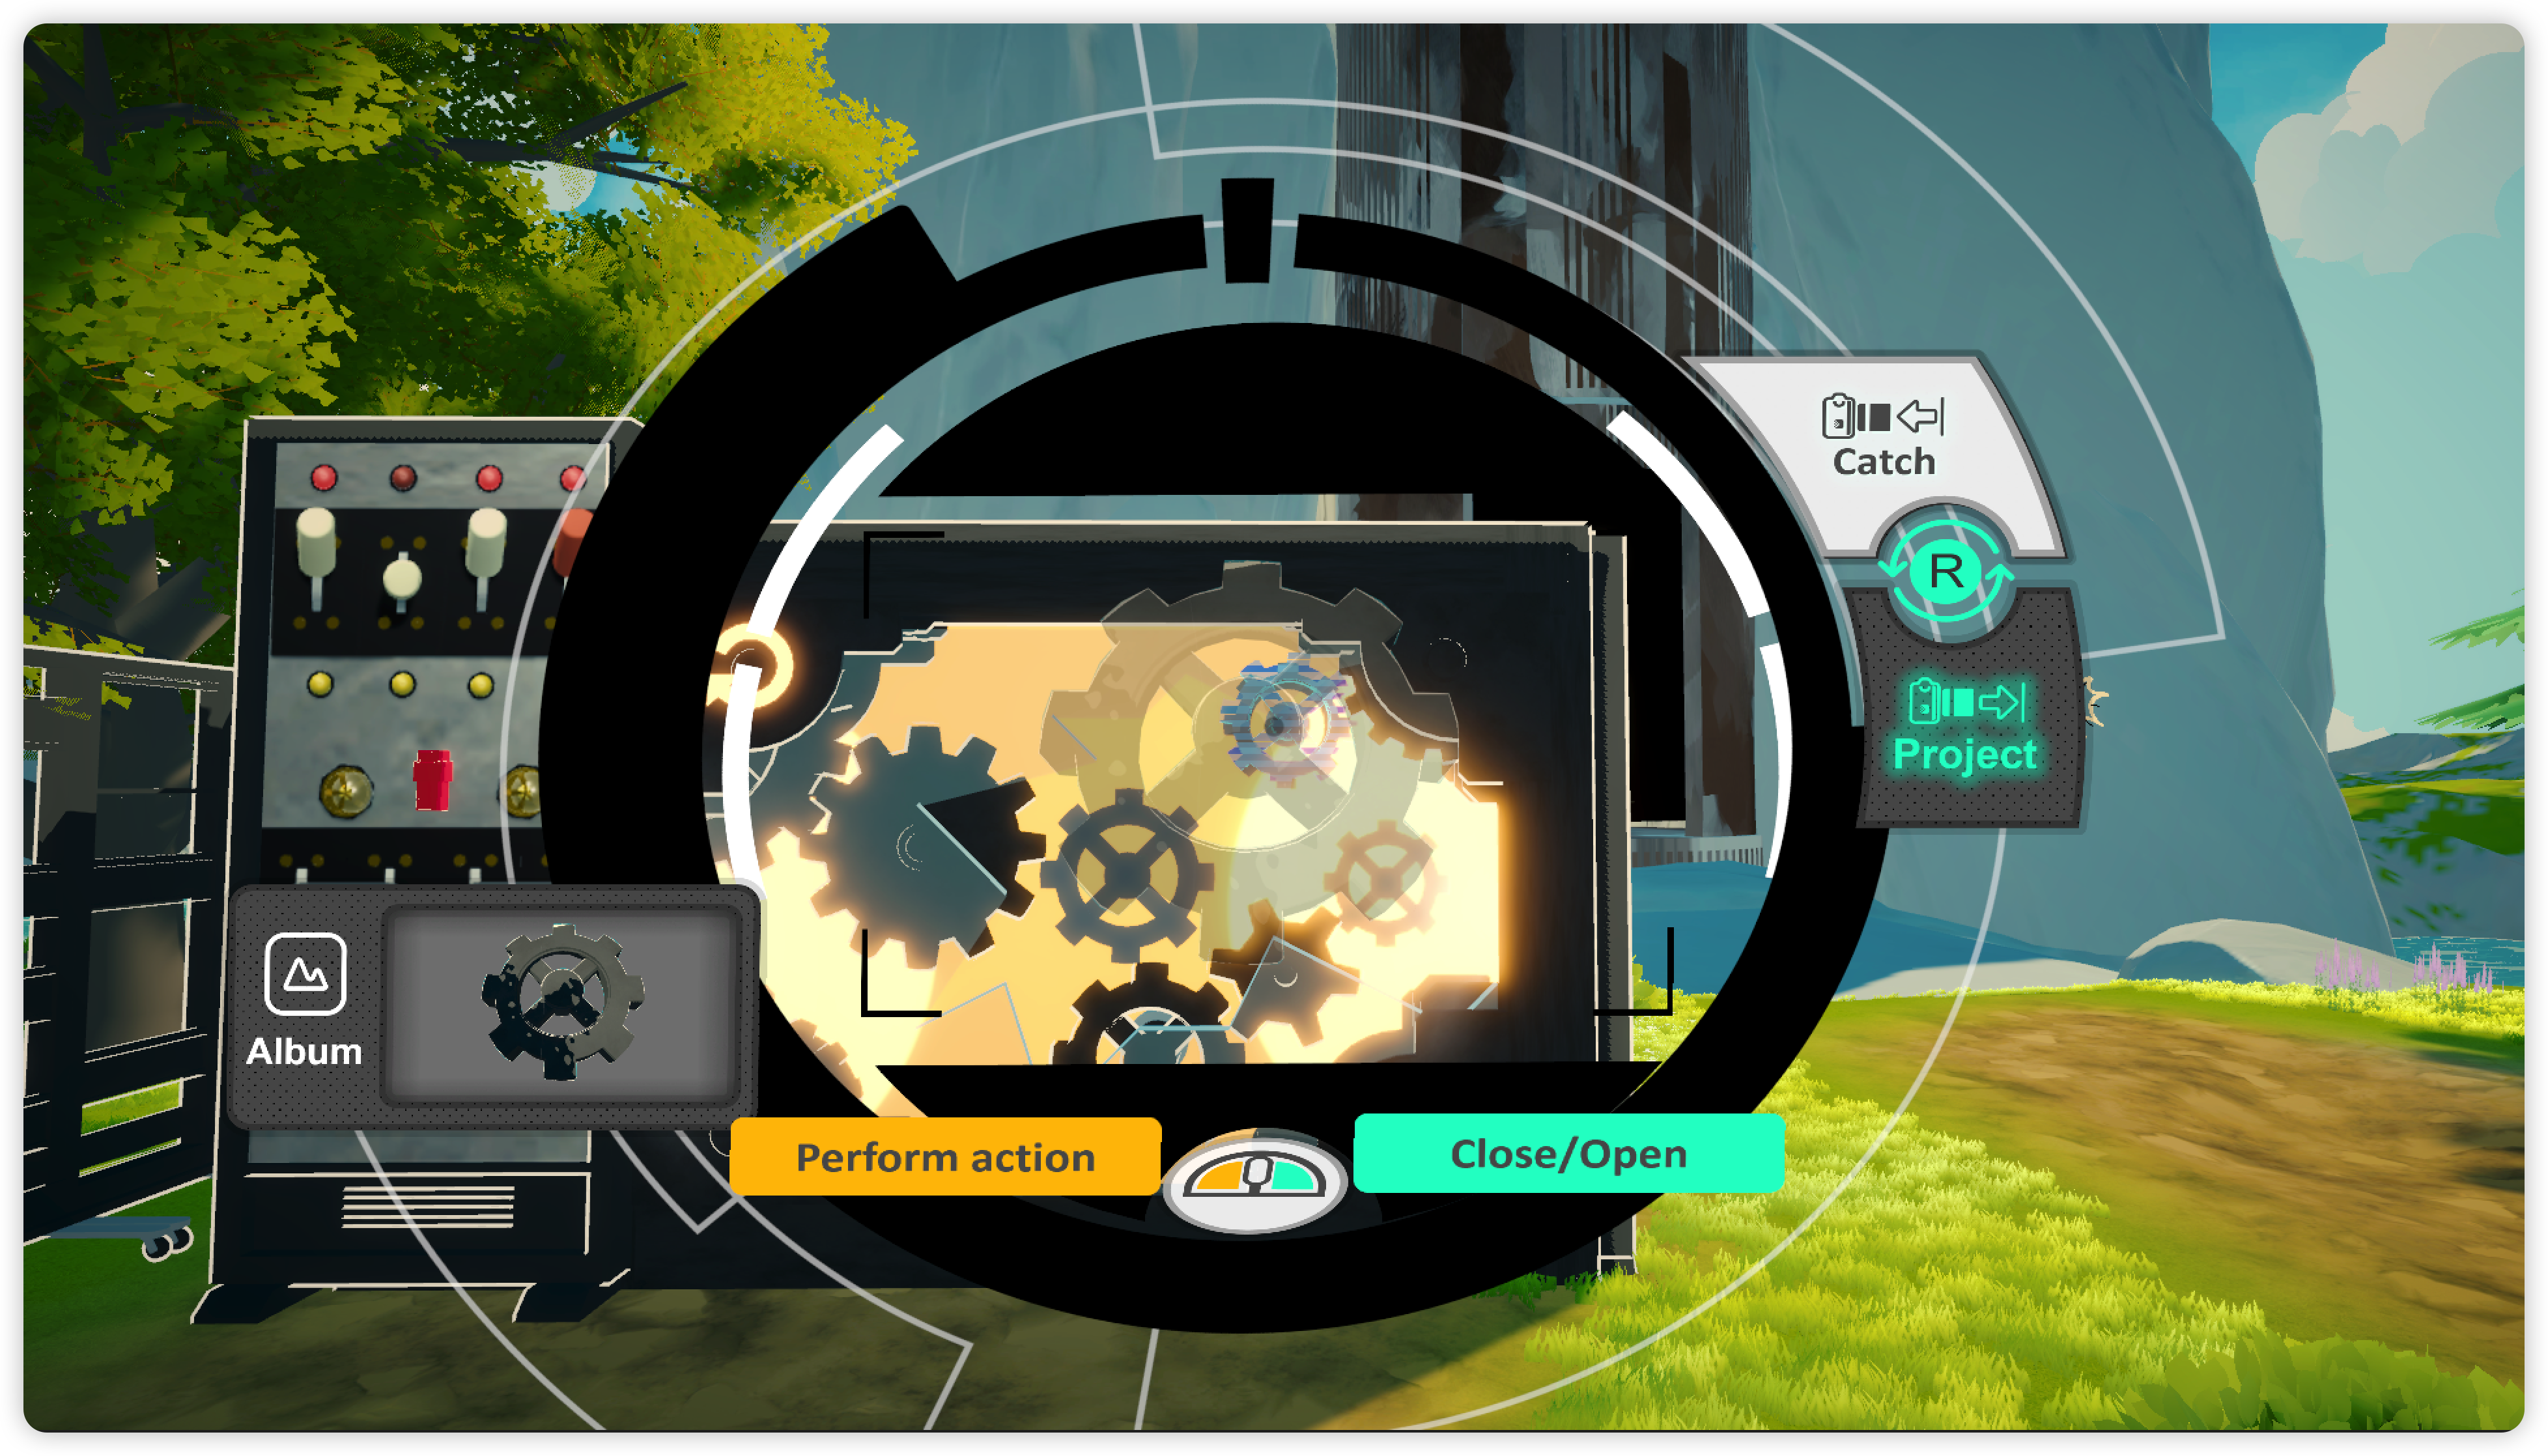 Catch
R
Project
Album
Perform action
Close/Open